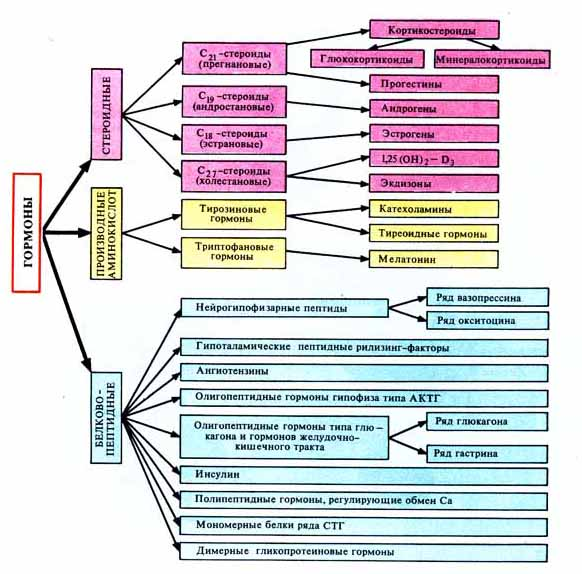 ГОРМОНЫ
СТЕРОИДНЫЕ
C21-стероиды
(прегнановые)
Кортикостероиды
Глюкокортикоиды
Минералокортикоиды
Прогестины
C19-стероиды
(андростановые)
Андрогены
C18-стероиды
(эстрановые)
Эстрогены
C27-стероиды
(холестановые)
1,25(OH)2-D3
Экдизоны
ПРОИЗВОДНЫЕ
АМИНОКИСЛОТ
Тирозиновые
гормоны
Катехоламины
Тиреоидные гормоны
Триптофановые
гормоны
Мелатонин
БЕЛКОВО-
ПЕПТИДНЫЕ
Нейрогипофизарные пептиды
Ряд вазопрессина
Ряд окситоцина
Гипоталамические пептидные рилизинг-факторы
Ангиотензины
Олигопептидные гормоны гипофиза типа АКТГ
Олигопептидные гормоны типа глю-
кагона и гормонов желудочно-
кишечного тракта
Ряд глюкагона
Ряд гастрина
Инсулин
Полипептидные гормоны, регулирующие обмен Ca
Мономерные белки ряда СТГ
Димерные гликопротеиновые гормоны